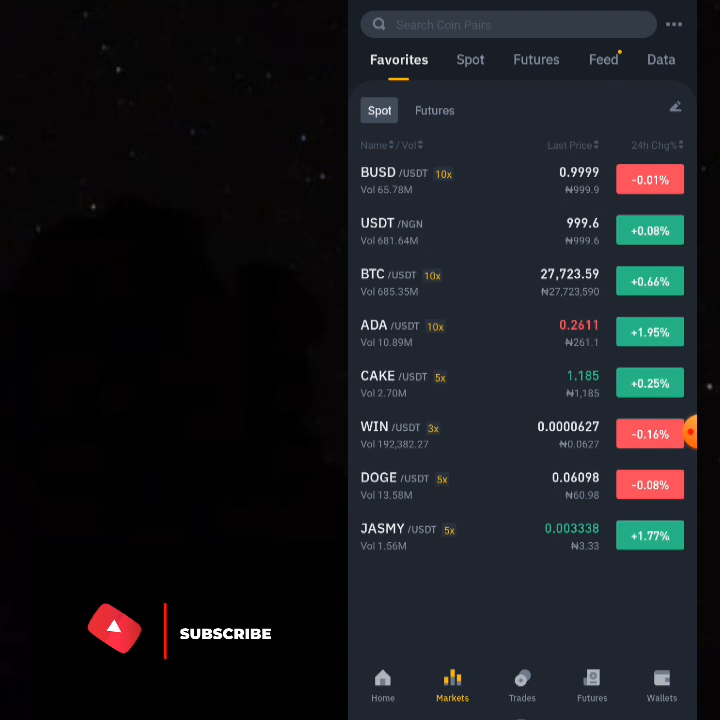 Search Coin Pairs
Favorites Spot Futures Feed Data
Spot Futures
Name / Vol Last Price 24h Chg%
BUSD /USDT 10x 0.9999 -0.01%
Vol 65.78M ₦999.9
USDT /NGN 999.6 +0.08%
Vol 681.64M ₦999.6
BTC /USDT 10x 27,723.59 +0.66%
Vol 685.35M ₦27,723,590
ADA /USDT 10x 0.2611 +1.95%
Vol 10.89M ₦261.1
CAKE /USDT 5x 1.185 +0.25%
Vol 2.70M ₦1,185
WIN /USDT 3x 0.0000627 -0.16%
Vol 192,382.27 ₦0.0627
DOGE /USDT 5x 0.06098 -0.08%
Vol 13.58M ₦60.98
JASMY /USDT 5x 0.003338 +1.77%
Vol 1.56M ₦3.33
SUBSCRIBE
Home Markets Trades Futures Wallets